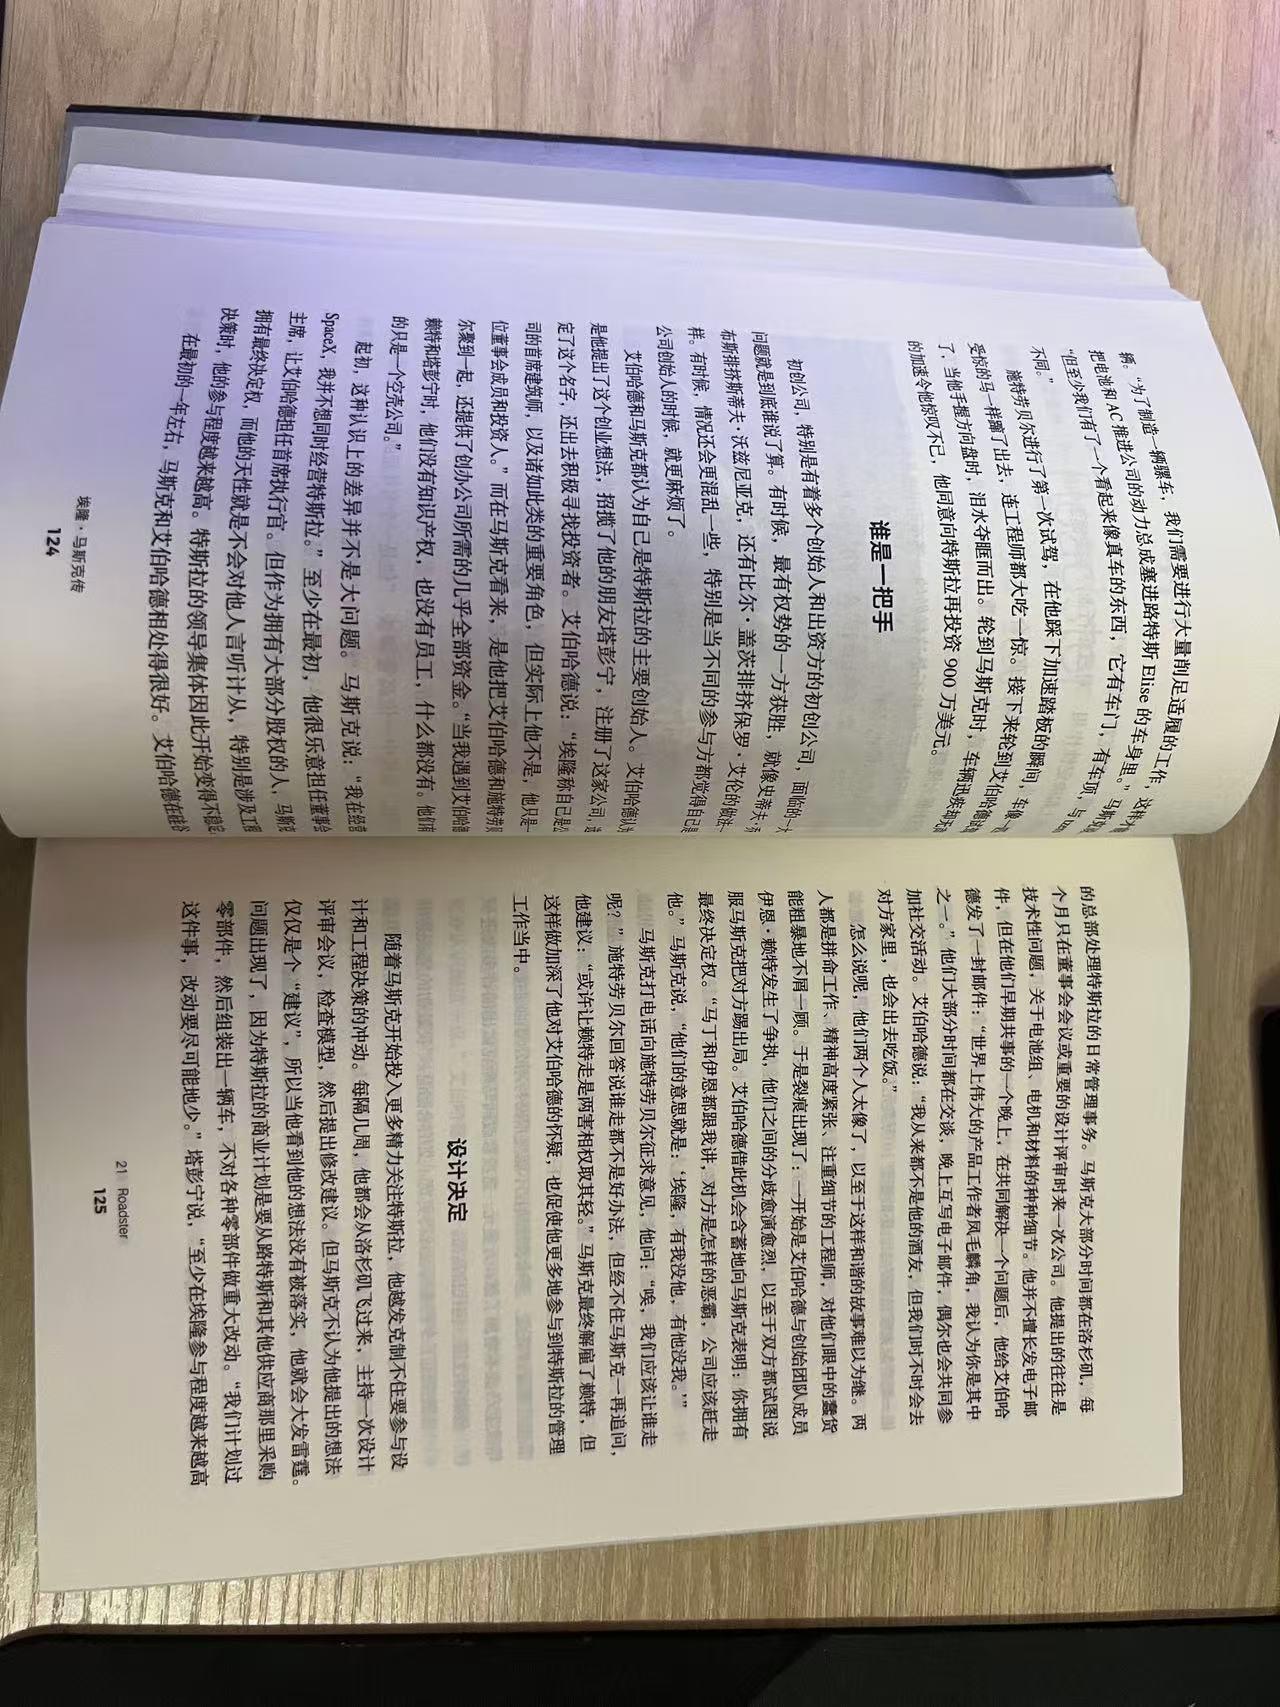 辆。“为了制造一辆骡车，我们需要进行大量削足适履的工作，这样才
把电池和 AC 推进公司的动力总成塞进路特斯 Elise 的车身里。”马斯克
“但至少我们有了一个看起来像真车的东西，它有车门，有车顶，与
不同。”
施特劳贝尔进行了第一次试驾，在他踩下加速踏板的瞬间，车像一
受惊的马一样蹿了出去，连工程师都大吃一惊。接下来轮到艾伯哈德试驾
了，当他手握方向盘时，泪水夺眶而出。轮到马斯克时，车辆迅疾却无声
的加速令他惊叹不已，他同意向特斯拉再投资 900 万美元。
谁是一把手
初创公司，特别是有着多个创始人和出资方的初创公司，面临的一大
问题就是到底谁说了算。有时候，最有权势的一方获胜，就像史蒂夫·乔
布斯排挤斯蒂夫·沃兹尼亚克，还有比尔·盖茨排挤保罗·艾伦的做法一
样。有时候，情况还会更混乱一些，特别是当不同的参与方都觉得自己是
公司创始人的时候，就更麻烦了。
艾伯哈德和马斯克都认为自己是特斯拉的主要创始人。艾伯哈德认为
是他提出了这个创业想法，招揽了他的朋友塔彭宁，注册了这家公司，选
定了这个名字，还出去积极寻找投资者。艾伯哈德说：“埃隆称自己是公
司的首席建筑师，以及诸如此类的重要角色，但实际上他不是，他只是一
位董事会成员和投资人。”而在马斯克看来，是他把艾伯哈德和施特劳贝
尔聚到一起，还提供了创办公司所需的几乎全部资金。“当我遇到艾伯哈德、
赖特和塔彭宁时，他们没有知识产权，也没有员工，什么都没有。他们有
的只是一个空壳公司。”
起初，这种认识上的差异并不是大问题。马斯克说：“我在经营
SpaceX，我并不想同时经营特斯拉。”至少在最初，他很乐意担任董事会
主席，让艾伯哈德担任首席执行官。但作为拥有大部分股权的人，马斯克
拥有最终决定权，而他的天性就是不会对他人言听计从，特别是涉及工程
决策时，他的参与程度越来越高。特斯拉的领导集体因此开始变得不稳定。
在最初的一年左右，马斯克和艾伯哈德相处得很好。艾伯哈德在硅谷
埃隆·马斯克传
124
的总部处理特斯拉的日常管理事务。马斯克大部分时间都在洛杉矶，每
个月只在董事会会议或重要的设计评审时来一次公司。他提出的往往是
技术性问题，关于电池组、电机和材料的种种细节。他并不擅长发电子邮
件，但在他们早期共事的一个晚上，在共同解决一个问题后，他给艾伯哈
德发了一封邮件：“世界上伟大的产品工作者凤毛麟角，我认为你是其中
之一。”他们大部分时间都在交谈，晚上互写电子邮件，偶尔也会共同参
加社交活动。艾伯哈德说：“我从来都不是他的酒友，但我们时不时会去
对方家里，也会出去吃饭。”
怎么说呢，他们两个人太像了，以至于这样和谐的故事难以为继。两
人都是拼命工作、精神高度紧张、注重细节的工程师，对他们眼中的蠢货
能粗暴地不屑一顾。于是裂痕出现了：一开始是艾伯哈德与创始团队成员
伊恩·赖特发生了争执，他们之间的分歧愈演愈烈，以至于双方都试图说
服马斯克把对方踢出局。艾伯哈德借此机会含蓄地向马斯克表明：你拥有
最终决定权。“马丁和伊恩都跟我讲，对方是怎样的恶霸，公司应该赶走
他。”马斯克说，“他们的意思就是：‘埃隆，有我没他，有他没我。’”
马斯克打电话向施特劳贝尔征求意见，他问：“唉，我们应该让谁走
呢？”施特劳贝尔回答说谁走都不是好办法，但经不住马斯克一再追问，
他建议：“或许让赖特走是两害相权取其轻。”马斯克最终解雇了赖特，但
这样做加深了他对艾伯哈德的怀疑，也促使他更多地参与到特斯拉的管理
工作当中。
设计决定
随着马斯克开始投入更多精力关注特斯拉，他越发克制不住要参与设
计和工程决策的冲动。每隔几周，他都会从洛杉矶飞过来，主持一次设计
评审会议，检查模型，然后提出修改建议。但马斯克不认为他提出的想法
仅仅是个“建议”，所以当他看到他的想法没有被落实，他就会大发雷霆。
问题出现了，因为特斯拉的商业计划是要从路特斯和其他供应商那里采购
零部件，然后组装出一辆车，不对各种零部件做重大改动。“我们计划过
这件事，改动要尽可能地少。”塔彭宁说，“至少在埃隆参与程度越来越高
21 Roadster
125